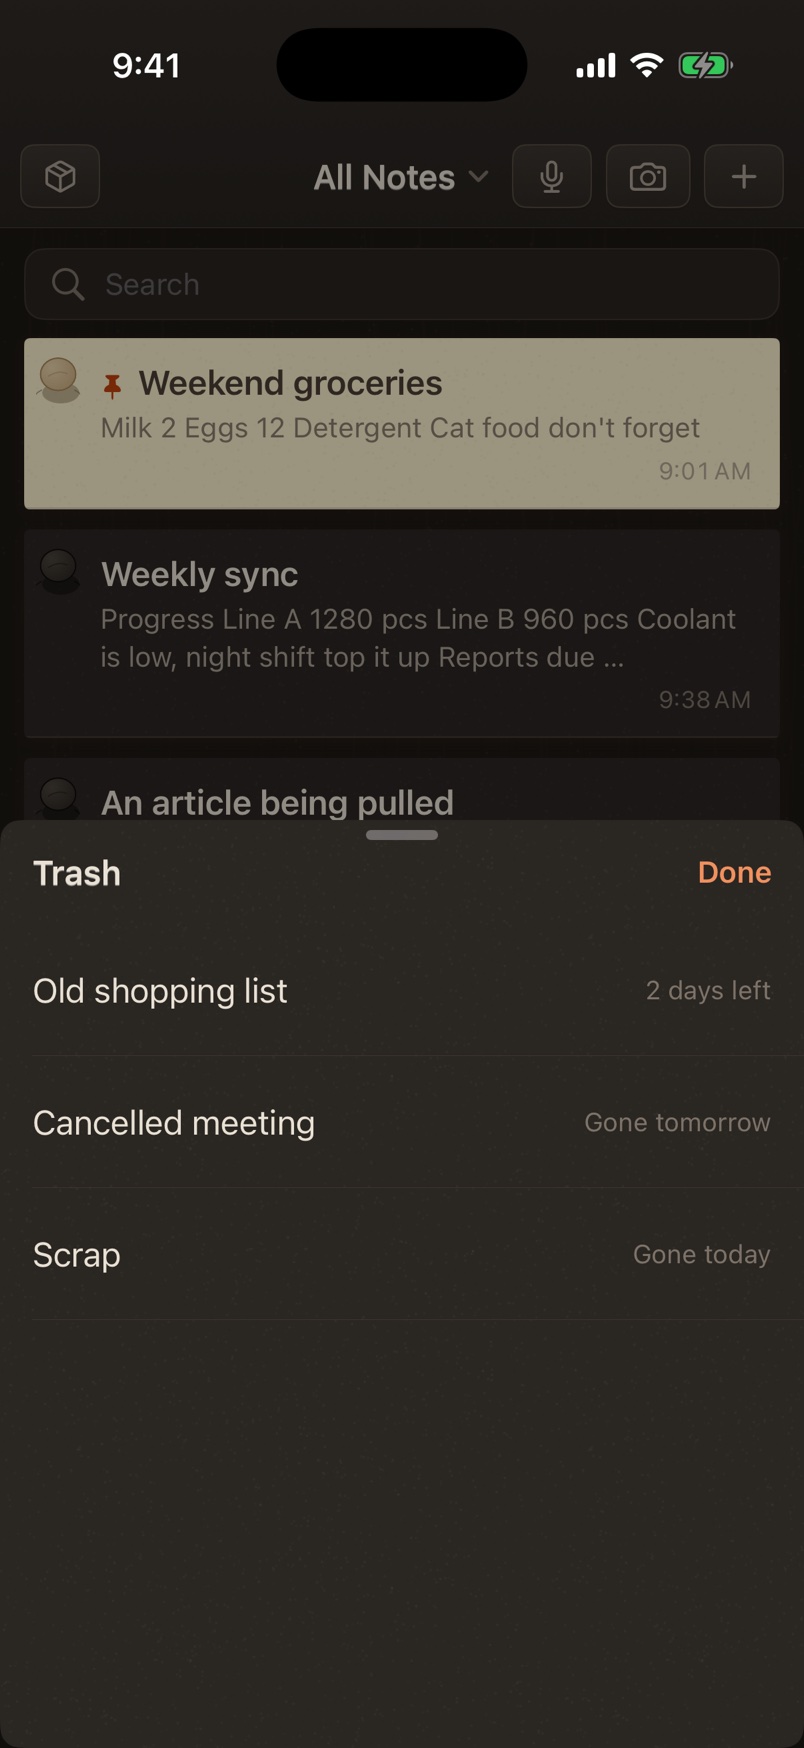 9:41
All Notes
Search
Weekend groceries
Milk 2 Eggs 12 Detergent Cat food don't forget
9:01 AM
Weekly sync
Progress Line A 1280 pcs Line B 960 pcs Coolant
is low, night shift top it up Reports due ...
9:38 AM
An article being pulled
Trash
Done
Old shopping list
2 days left
Cancelled meeting
Gone tomorrow
Scrap
Gone today